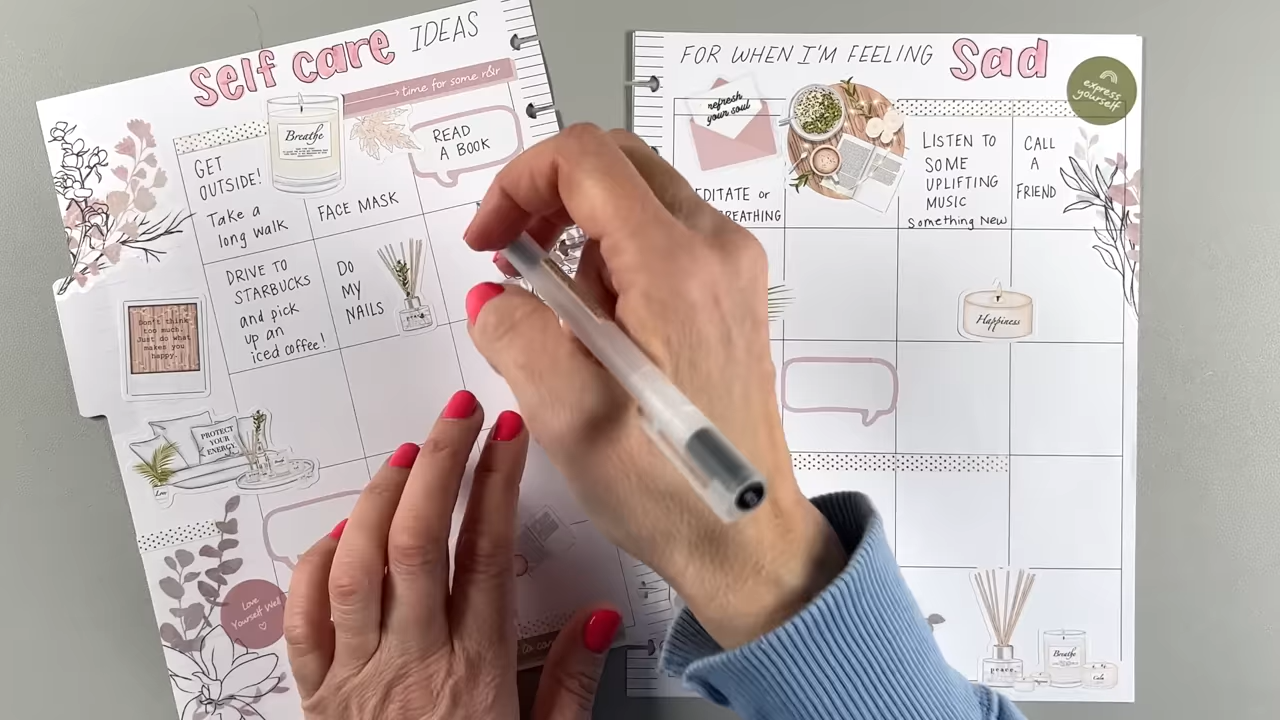 Self care IDEAS
time for some r&r
Breathe
READ
A BOOK
GET
OUTSIDE!
Take a
long walk
FACE MASK
DRIVE TO
STARBUCKS
and pick
up an
iced coffee!
DO
MY
NAILS
Don't think
too much.
Just do what
makes you
happy.
PROTECT
YOUR
ENERGY
Love
Love
Yourself Well
FOR WHEN I'M FEELING Sad
express
yourself
refresh
your soul
EDITATE or
BREATHING
LISTEN TO
SOME
UPLIFTING
MUSIC
Something New
CALL
A
FRIEND
Happiness
peace.
Breathe
Calm